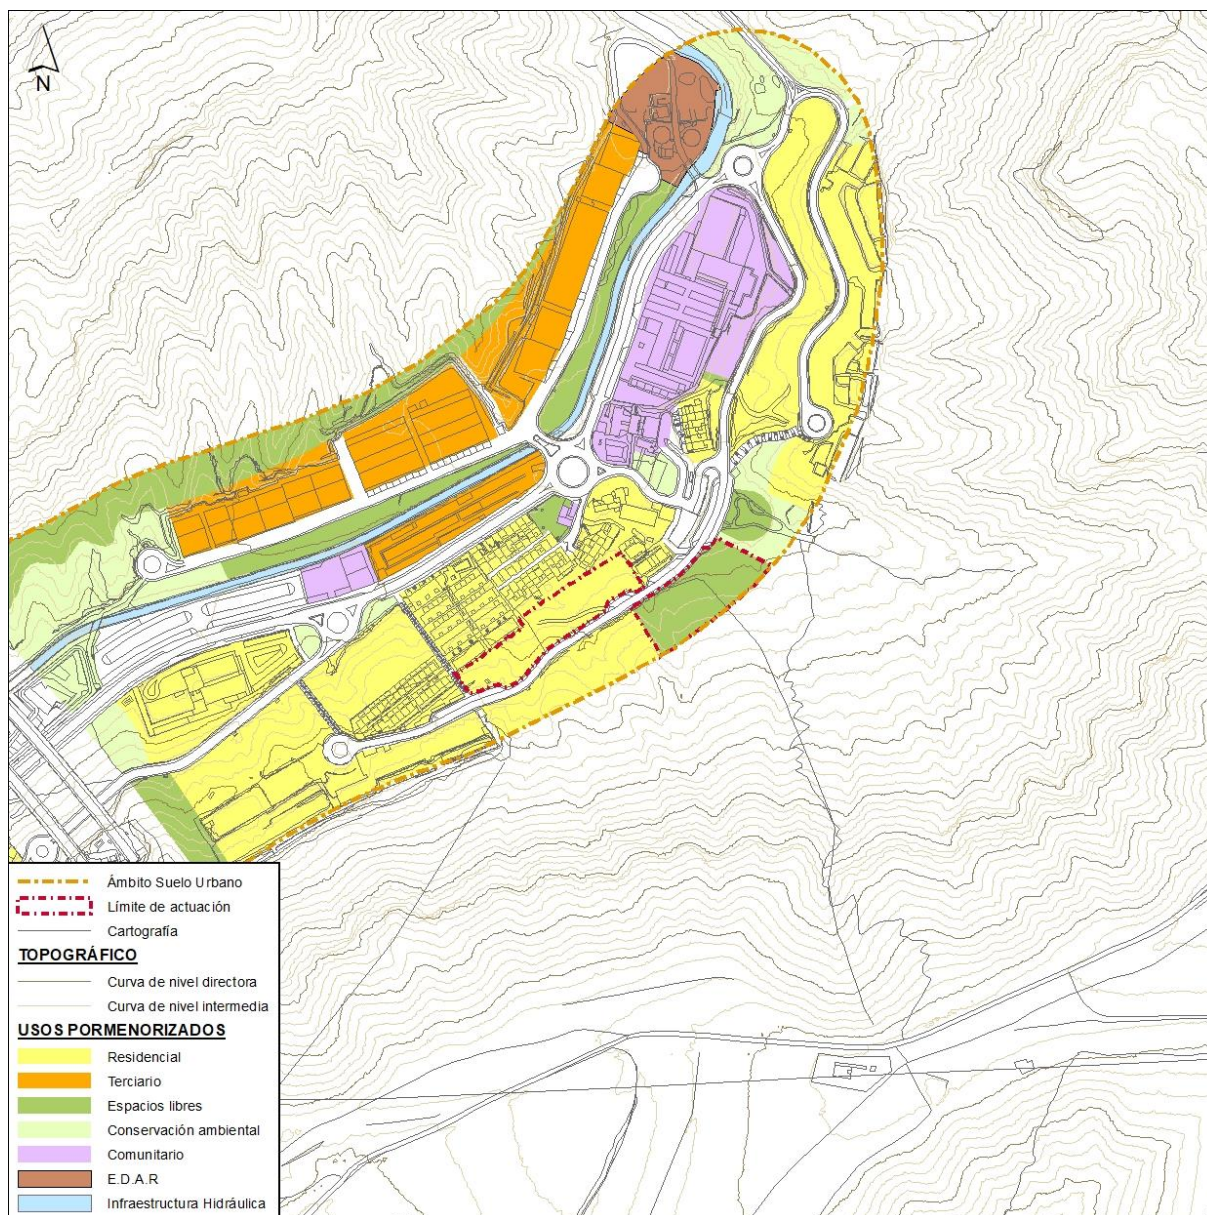 N
Ámbito Suelo Urbano
Límite de actuación
Cartografía
TOPOGRÁFICO
Curva de nivel directora
Curva de nivel intermedia
USOS PORMENORIZADOS
Residencial
Terciario
Espacios libres
Conservación ambiental
Comunitario
E.D.A.R
Infraestructura Hidráulica